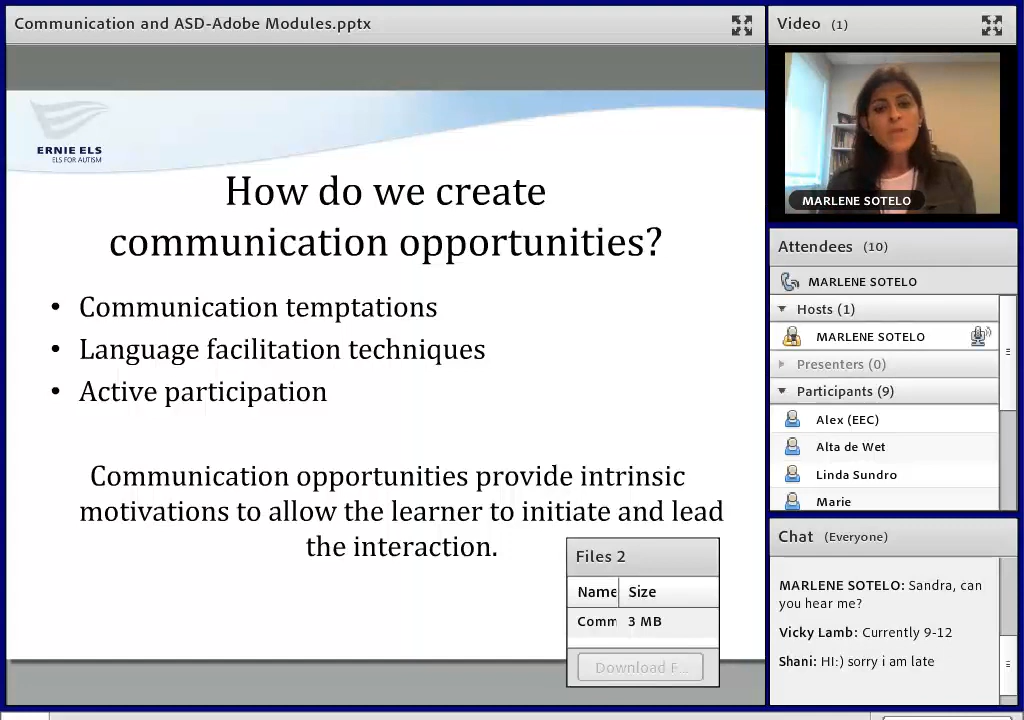 Communication and ASD-Adobe Modules.pptx
ERNIE ELS
ELS FOR AUTISM
How do we create
communication opportunities?
• Communication temptations
• Language facilitation techniques
• Active participation
Communication opportunities provide intrinsic
motivations to allow the learner to initiate and lead
the interaction.
Files 2
Name Size
Comm 3 MB
Download F...
Video (1)
MARLENE SOTELO
Attendees (10)
MARLENE SOTELO
Hosts (1)
MARLENE SOTELO
Presenters (0)
Participants (9)
Alex (EEC)
Alta de Wet
Linda Sundro
Marie
Chat (Everyone)
MARLENE SOTELO: Sandra, can
you hear me?
Vicky Lamb: Currently 9-12
Shani: HI:) sorry i am late